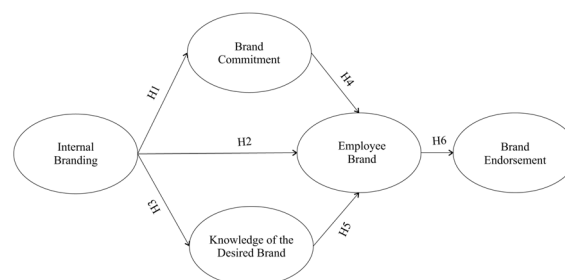 Brand
Commitment
H1
H4
Internal
Branding
H2
Employee
Brand
H6
Brand
Endorsement
H3
H5
Knowledge of the
Desired Brand